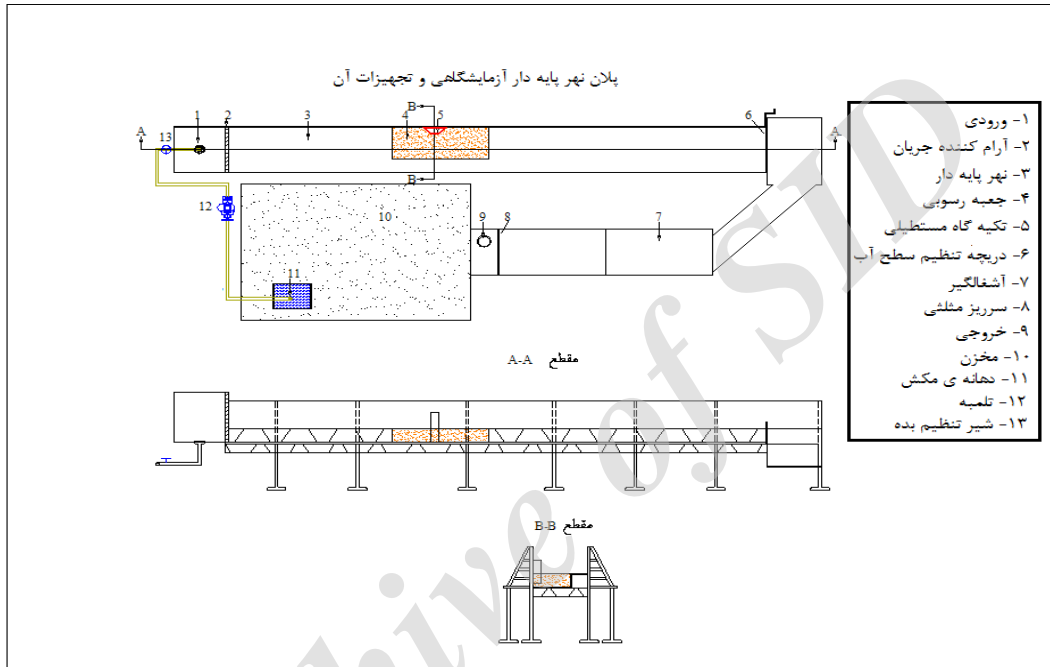 پلان نهر پایه دار آزمایشگاهی و تجهیزات آن
B
A 13 1 2 3 4 5 6 A
B
12 10 9 8 7
11
۱- ورودی
۲- آرام کننده جریان
۳- نهر پایه دار
۴- جعبه رسوبی
۵- تکیه گاه مستطیلی
۶- دریچه تنظیم سطح آب
۷- آشغالگیر
۸- سرریز مثلثی
۹- خروجی
۱۰- مخزن
۱۱- دهانه ی مکش
۱۲- تلمبه
۱۳- شیر تنظیم بده
مقطع A-A
مقطع B-B
hive of SID